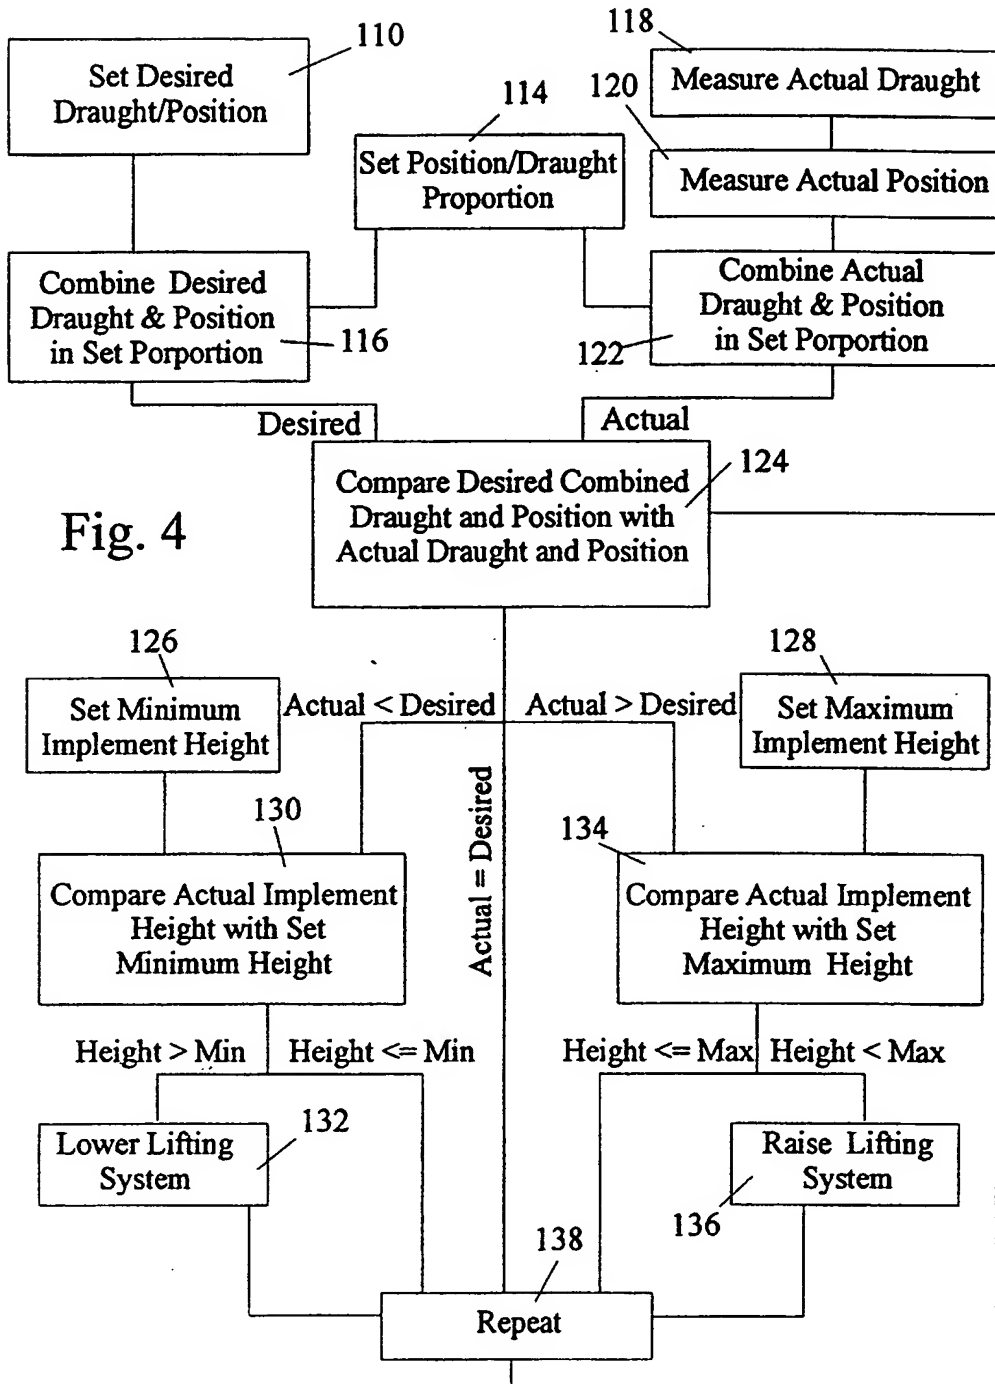 110
Set Desired
Draught/Position
118
Measure Actual Draught
114
Set Position/Draught
Proportion
120
Measure Actual Position
Combine Desired
Draught & Position
in Set Porportion
116
Combine Actual
Draught & Position
in Set Porportion
122
Desired
Actual
124
Compare Desired Combined
Draught and Position with
Actual Draught and Position
Fig. 4
126
Set Minimum
Implement Height
Actual < Desired
Actual > Desired
128
Set Maximum
Implement Height
Actual = Desired
130
Compare Actual Implement
Height with Set
Minimum Height
134
Compare Actual Implement
Height with Set
Maximum Height
Height > Min
Height <= Min
Height <= Max
Height < Max
Lower Lifting
System
132
Raise Lifting
System
136
138
Repeat